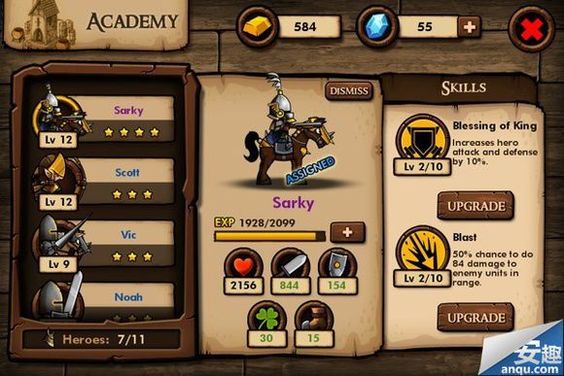 ACADEMY
584
55
Sarky
Lv 12
Scott
Lv 12
Vic
Lv 9
Noah
Heroes: 7/11
DISMISS
ASSIGNED
Sarky
EXP 1928/2099
2156
844
154
30
15
SKILLS
Blessing of King
Increases hero
attack and defense
by 10%.
Lv 2/10
UPGRADE
Blast
50% chance to do
84 damage to
enemy units in
range.
Lv 2/10
UPGRADE
安趣
anqu.com